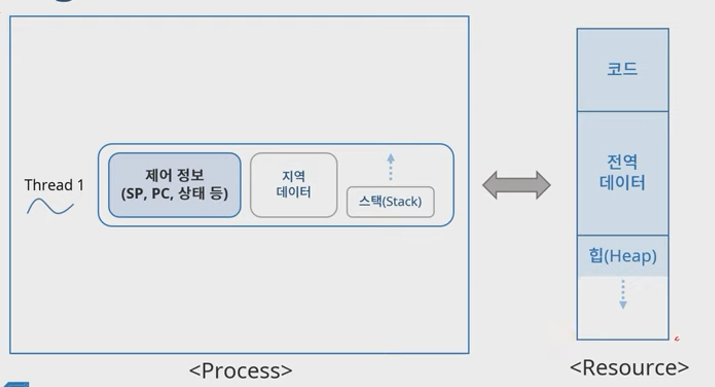 Thread 1
제어 정보
(SP, PC, 상태 등)
지역
데이터
스택(Stack)
<Process>
코드
전역
데이터
힙(Heap)
<Resource>